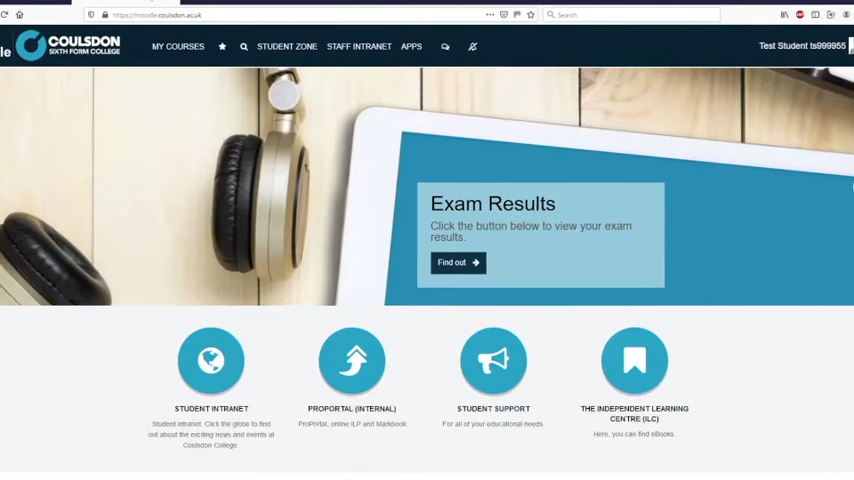 https://moodle.coulsdon.ac.uk
Search
le
COULSDON
SIXTH FORM COLLEGE
MY COURSES
STUDENT ZONE
STAFF INTRANET
APPS
Test Student ts999955
Exam Results
Click the button below to view your exam
results.
Find out
STUDENT INTRANET
Student Intranet. Click the globe to find
out about the exciting news and events at
Coulsdon College.
PROPORTAL (INTERNAL)
ProPortal, online ILP and Markbook
STUDENT SUPPORT
For all of your educational needs
THE INDEPENDENT LEARNING
CENTRE (ILC)
Here, you can find eBooks.